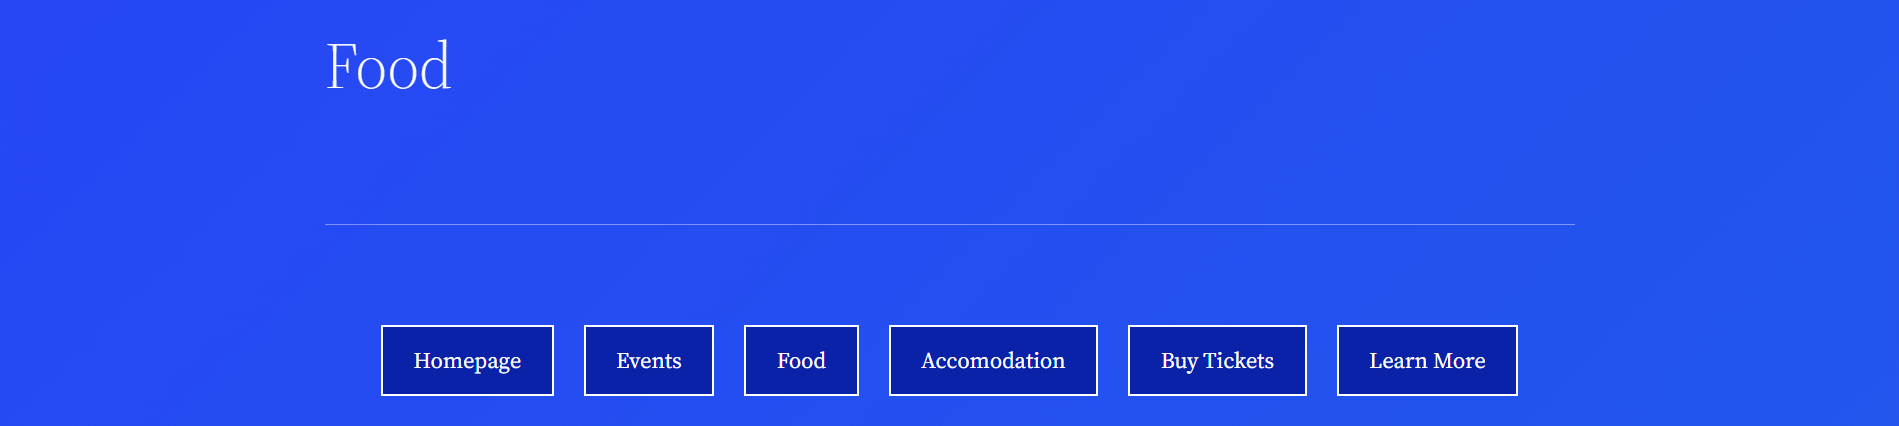 Food
Homepage Events Food Accomodation Buy Tickets Learn More